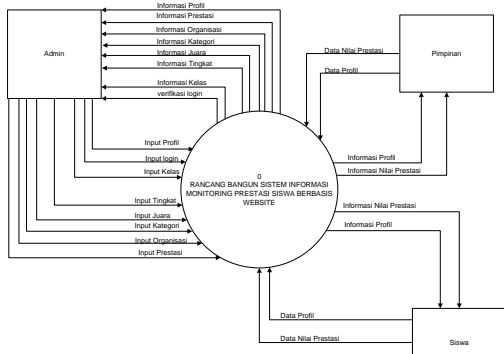 Informasi Profil
Informasi Prestasi
Informasi Organisasi
Informasi Kategori
Informasi Juara
Informasi Tingkat
Informasi Kelas
verifikasi login
Admin
Data Nilai Prestasi
Data Profil
Pimpinan
Input Profil
Input login
Input Kelas
Input Tingkat
Input Juara
Input Kategori
Input Organisasi
Input Prestasi
0
RANCANG BANGUN SISTEM INFORMASI
MONITORING PRESTASI SISWA BERBASIS
WEBSITE
Informasi Profil
Informasi Nilai Prestasi
Informasi Nilai Prestasi
Informasi Profil
Data Profil
Data Nilai Prestasi
Siswa